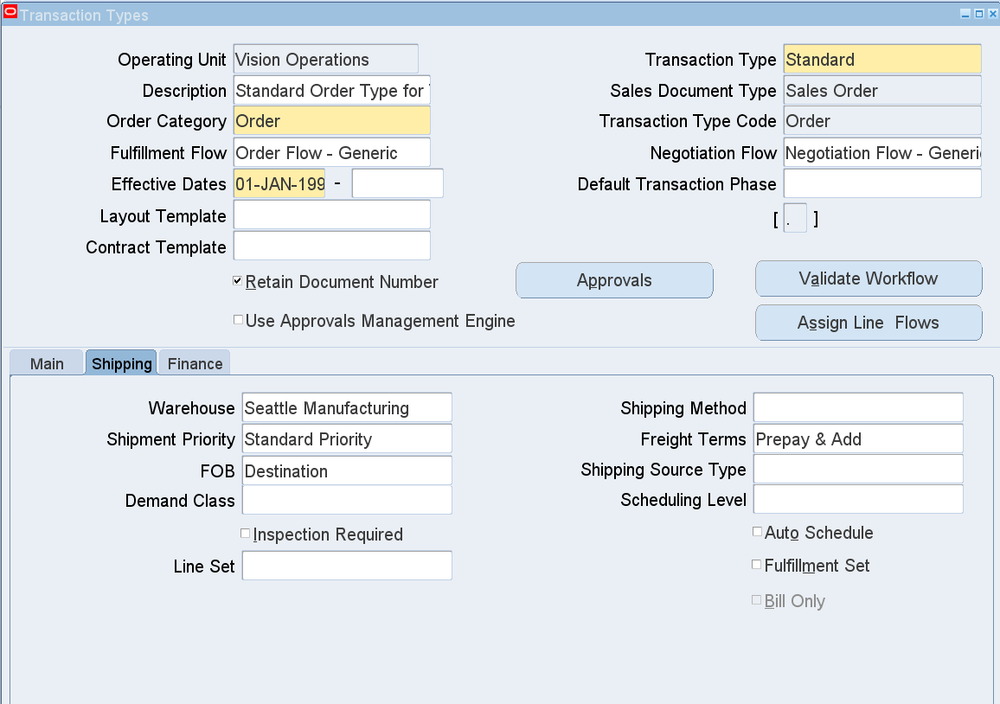 Transaction Types
Operating Unit Vision Operations Transaction Type Standard
Description Standard Order Type for Sales Document Type Sales Order
Order Category Order Transaction Type Code Order
Fulfillment Flow Order Flow - Generic Negotiation Flow Negotiation Flow - Generi
Effective Dates 01-JAN-199 - Default Transaction Phase
Layout Template [ . ]
Contract Template
Retain Document Number Approvals Validate Workflow
Use Approvals Management Engine Assign Line Flows
Main Shipping Finance
Warehouse Seattle Manufacturing Shipping Method
Shipment Priority Standard Priority Freight Terms Prepay & Add
FOB Destination Shipping Source Type
Demand Class Scheduling Level
Inspection Required Auto Schedule
Line Set Fulfillment Set
Bill Only